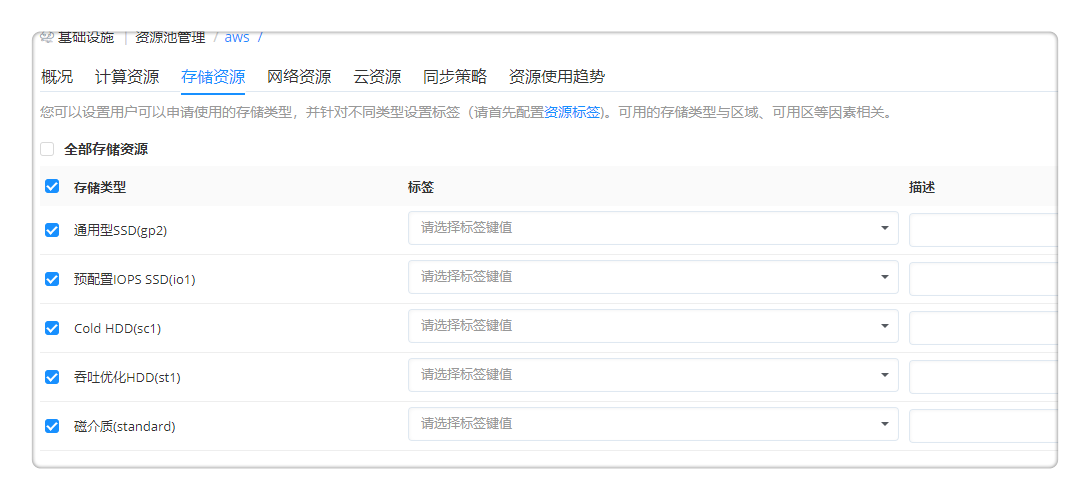 基础设施 | 资源池管理 / aws /
概况 计算资源 存储资源 网络资源 云资源 同步策略 资源使用趋势
您可以设置用户可以申请使用的存储类型，并针对不同类型设置标签（请首先配置资源标签）。可用的存储类型与区域、可用区等因素相关。
全部存储资源
存储类型 标签 描述
通用型SSD(gp2) 请选择标签键值
预配置IOPS SSD(io1) 请选择标签键值
Cold HDD(sc1) 请选择标签键值
吞吐优化HDD(st1) 请选择标签键值
磁介质(standard) 请选择标签键值